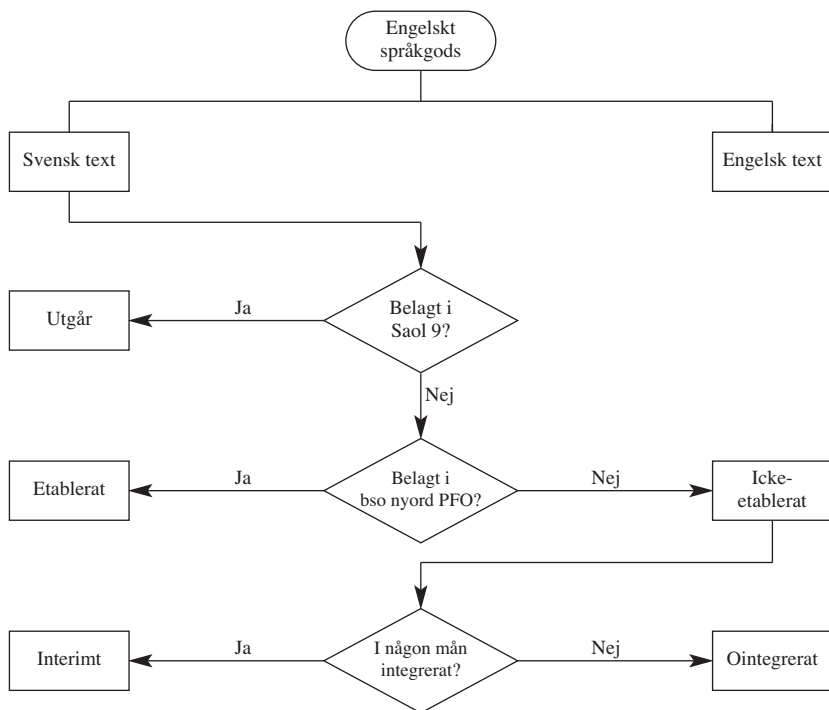 Engelskt
språkgods
Svensk text
Engelsk text
Utgår
Ja
Belagt i
Saol 9?
Nej
Etablerat
Ja
Belagt i
bso nyord PFO?
Nej
Icke-
etablerat
Interimt
Ja
I någon mån
integrerat?
Nej
Ointegrerat